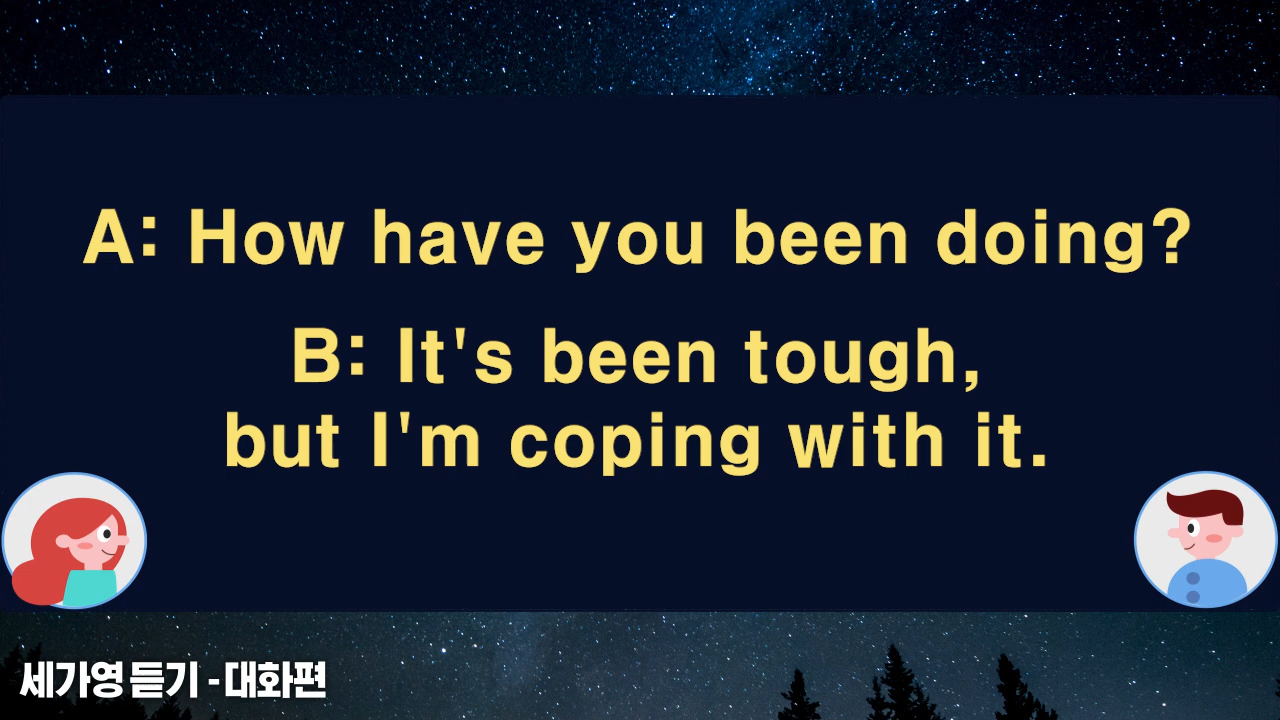 A: How have you been doing?
B: It's been tough,
but I'm coping with it.
세가영 듣기 - 대화편